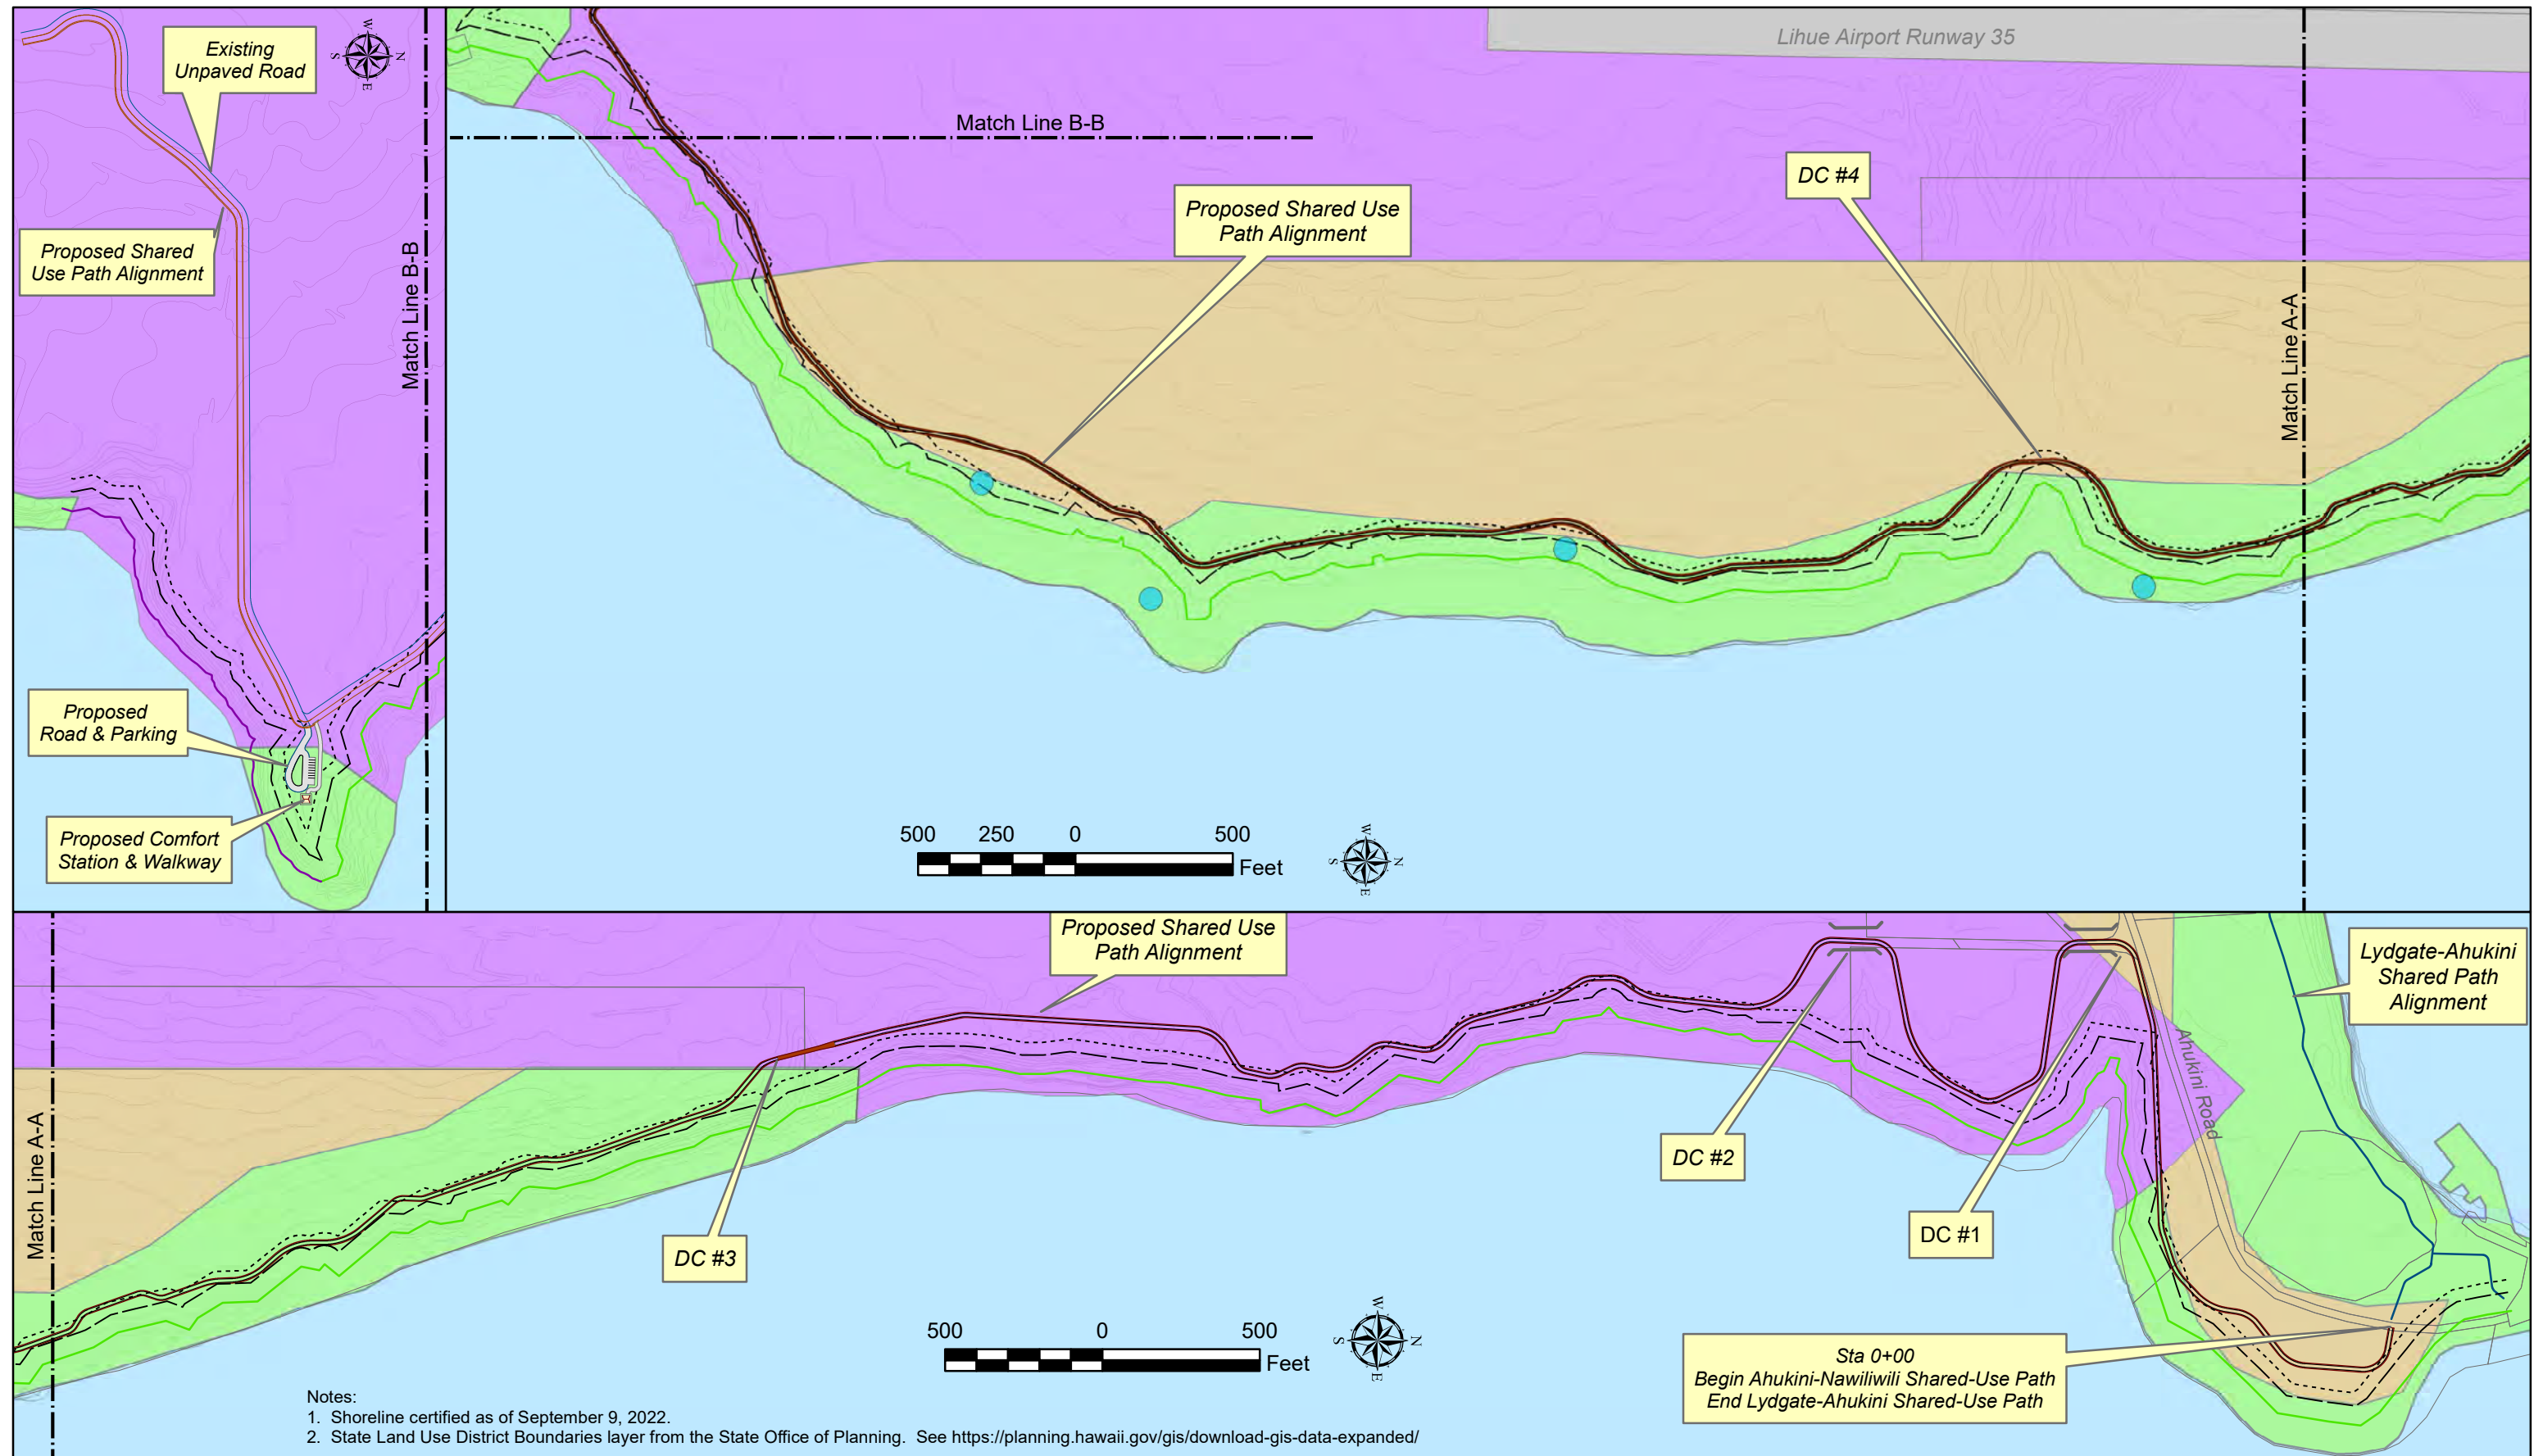 Existing
Unpaved Road
W
N
S
E
Proposed Shared
Use Path Alignment
Match Line B-B
Proposed
Road & Parking
Proposed Comfort
Station & Walkway
Lihue Airport Runway 35
Match Line B-B
Proposed Shared Use
Path Alignment
DC #4
Match Line A-A
500 250 0 500
Feet
W
N
S
E
Proposed Shared Use
Path Alignment
Lydgate-Ahukini
Shared Path
Alignment
Ahukini Road
Match Line A-A
DC #3
DC #2
DC #1
500 0 500
Feet
W
N
S
E
Sta 0+00
Begin Ahukini-Nawiliwili Shared-Use Path
End Lydgate-Ahukini Shared-Use Path
Notes:
1. Shoreline certified as of September 9, 2022.
2. State Land Use District Boundaries layer from the State Office of Planning. See https://planning.hawaii.gov/gis/download-gis-data-expanded/